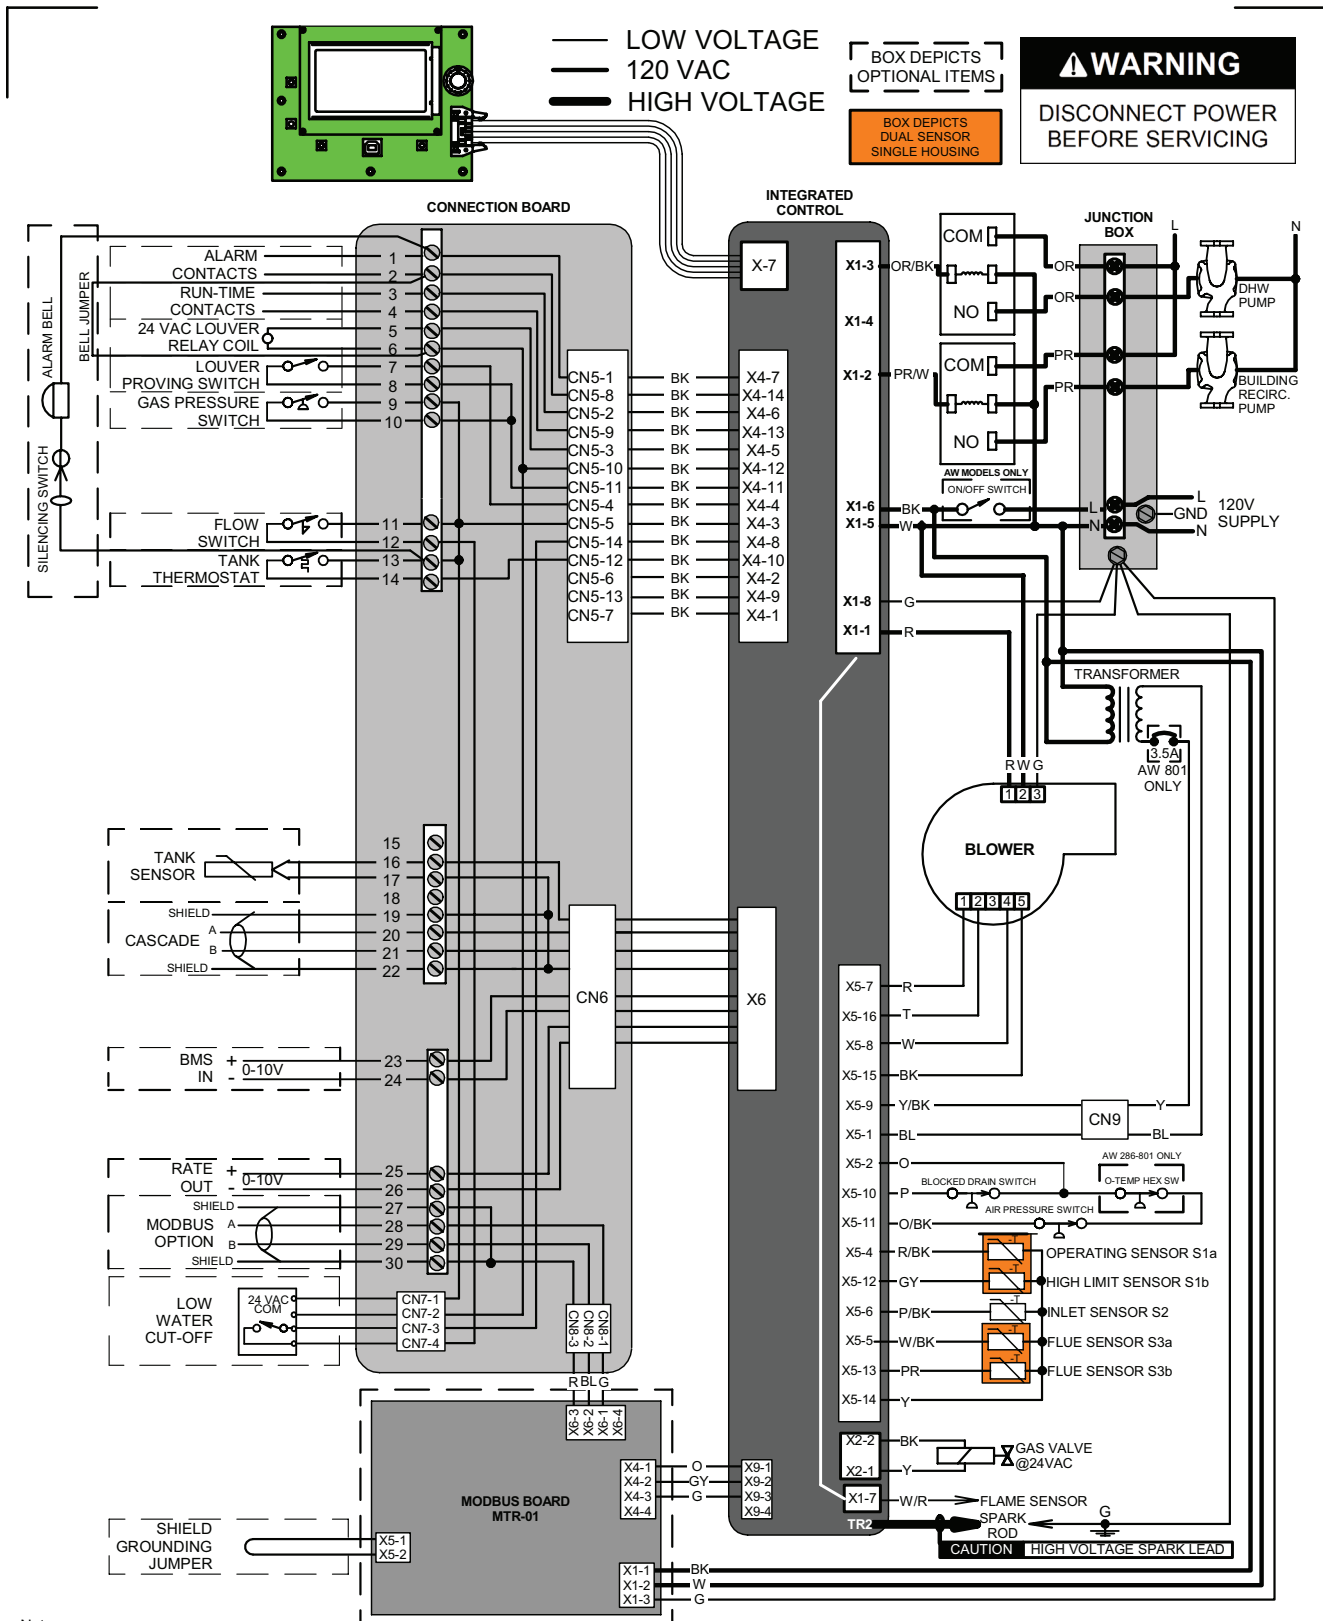 LOW VOLTAGE
120 VAC
HIGH VOLTAGE
BOX DEPICTS
OPTIONAL ITEMS
BOX DEPICTS
DUAL SENSOR
SINGLE HOUSING
WARNING
DISCONNECT POWER
BEFORE SERVICING
CONNECTION BOARD
INTEGRATED
CONTROL
JUNCTION
BOX
L
N
ALARM BELL
BELL JUMPER
SILENCING SWITCH
ALARM
CONTACTS
RUN-TIME
CONTACTS
24 VAC LOUVER
RELAY COIL
LOUVER
PROVING SWITCH
GAS PRESSURE
SWITCH
FLOW
SWITCH
TANK
THERMOSTAT
1
2
3
4
5
6
7
8
9
10
11
12
13
14
CN5-1 BK X4-7
CN5-8 BK X4-14
CN5-2 BK X4-6
CN5-9 BK X4-13
CN5-3 BK X4-5
CN5-10 BK X4-12
CN5-11 BK X4-11
CN5-4 BK X4-4
CN5-5 BK X4-3
CN5-14 BK X4-8
CN5-12 BK X4-10
CN5-6 BK X4-2
CN5-13 BK X4-9
CN5-7 BK X4-1
X-7
X1-3 OR/BK
X1-4
X1-2 PR/W
X1-6 BK
X1-5 W
X1-8 G
X1-1 R
COM
NO
COM
NO
OR
OR
PR
PR
DHW
PUMP
BUILDING
RECIRC.
PUMP
AW MODELS ONLY
ON/OFF SWITCH
L
N
L
GND
N
120V
SUPPLY
TRANSFORMER
3.5A
AW 801
ONLY
R W G
1 2 3
BLOWER
1 2 3 4 5
TANK
SENSOR
15
16
17
18
19
20
21
22
SHIELD
A
CASCADE
B
SHIELD
CN6
X6
BMS +
IN -
0-10V
23
24
RATE +
OUT -
0-10V
25
26
SHIELD
27
MODBUS A
28
OPTION B
29
SHIELD
30
LOW
WATER
CUT-OFF
24 VAC
COM
CN7-1
CN7-2
CN7-3
CN7-4
CN8-3
CN8-2
CN8-1
R BL G
X6-3
X6-2
X6-1
X6-4
X5-7 R
X5-16 T
X5-8 W
X5-15 BK
X5-9 Y/BK
X5-1 BL
CN9
Y
BL
X5-2 O
X5-10 P
BLOCKED DRAIN SWITCH
AW 286-801 ONLY
O-TEMP HEX SW
X5-11 O/BK
AIR PRESSURE SWITCH
X5-4 R/BK -T OPERATING SENSOR S1a
X5-12 GY -T HIGH LIMIT SENSOR S1b
X5-6 P/BK -T INLET SENSOR S2
X5-5 W/BK -T FLUE SENSOR S3a
X5-13 PR -T FLUE SENSOR S3b
X5-14 Y
X2-2 BK
X2-1 Y
GAS VALVE
@24VAC
X1-7 W/R FLAME SENSOR
TR2
SPARK
ROD
G
CAUTION HIGH VOLTAGE SPARK LEAD
MODBUS BOARD
MTR-01
X4-1 O X9-1
X4-2 GY X9-2
X4-3 G X9-3
X4-4 X9-4
SHIELD
GROUNDING
JUMPER
X5-1
X5-2
X1-1 BK
X1-2 W
X1-3 G